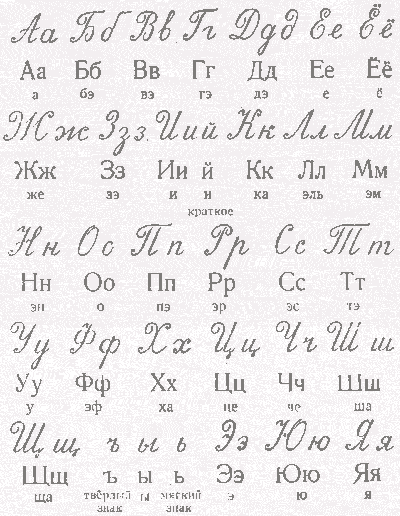 Аа Бб Вв Гг Ддд Ее Ёё
Аа Бб Вв Гг Дд Ее Ёё
а бэ вэ гэ дэ е ё
Жж Ззз Ии й Кк Лл Мм
Жж Зз Ии й Кк Лл Мм
же зэ и и ка эль эм
краткое
Нн Оо Пп Рр Сс Тт
Нн Оо Пп Рр Сс Тт
эн о пэ эр эс тэ
Уу Фф Хх Цц Чч Шш
Уу Фф Хх Цц Чч Шш
у эф ха це че ша
Щщ ъ ы ь Ээ Юю Яя
Щщ ъ ы ь Ээ Юю Яя
ща твёрдый ы мягкий э ю я
знак знак